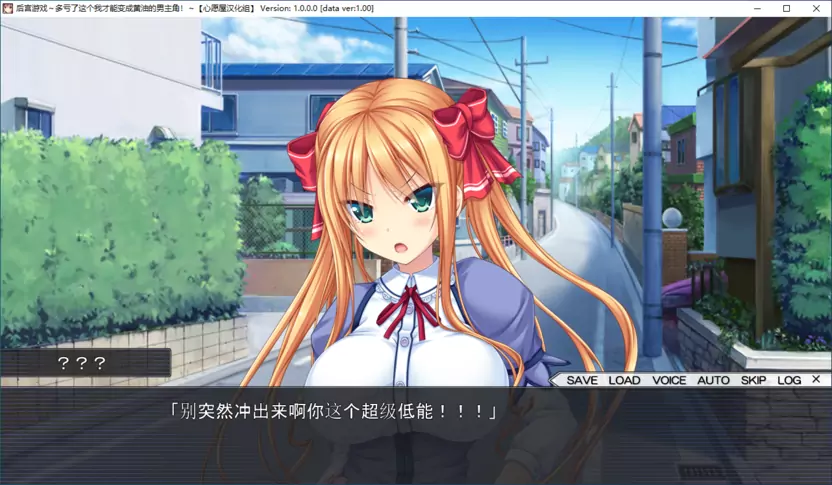 后宫游戏～多亏了这个我才能变成黄油的男主角！～【心愿屋汉化组】 Version: 1.0.0.0 [data ver:1.00]
？？？
SAVE LOAD VOICE AUTO SKIP LOG ✕
「别突然冲出来啊你这个超级低能！！！」